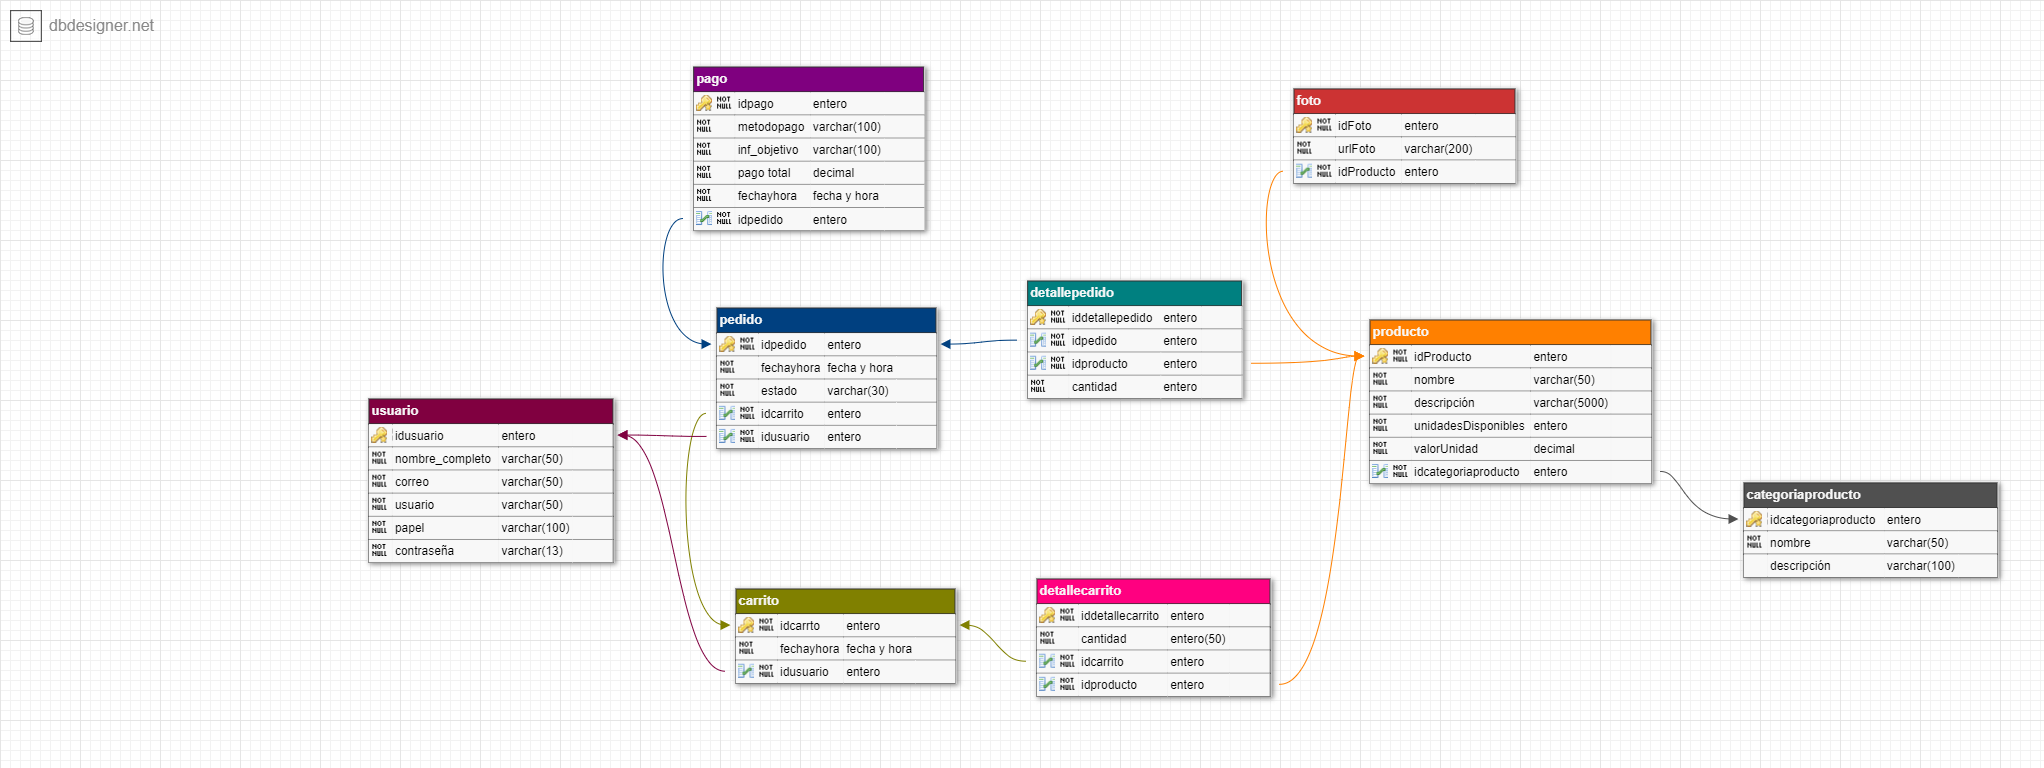 dbdesigner.net
pago
NOT NULL idpago entero
NOT NULL metodopago varchar(100)
NOT NULL inf_objetivo varchar(100)
NOT NULL pago total decimal
NOT NULL fechayhora fecha y hora
NOT NULL idpedido entero
foto
NOT NULL idFoto entero
NOT NULL urlFoto varchar(200)
NOT NULL idProducto entero
detallepedido
NOT NULL iddetallepedido entero
NOT NULL idpedido entero
NOT NULL idproducto entero
NOT NULL cantidad entero
pedido
NOT NULL idpedido entero
NOT NULL fechayhora fecha y hora
NOT NULL estado varchar(30)
NOT NULL idcarrito entero
NOT NULL idusuario entero
producto
NOT NULL idProducto entero
NOT NULL nombre varchar(50)
NOT NULL descripción varchar(5000)
NOT NULL unidadesDisponibles entero
NOT NULL valorUnidad decimal
NOT NULL idcategoriaproducto entero
usuario
idusuario entero
NOT NULL nombre_completo varchar(50)
NOT NULL correo varchar(50)
NOT NULL usuario varchar(50)
NOT NULL papel varchar(100)
NOT NULL contraseña varchar(13)
categoriaproducto
idcategoriaproducto entero
NOT NULL nombre varchar(50)
descripción varchar(100)
carrito
NOT NULL idcarrto entero
NOT NULL fechayhora fecha y hora
NOT NULL idusuario entero
detallecarrito
NOT NULL iddetallecarrito entero
NOT NULL cantidad entero(50)
NOT NULL idcarrito entero
NOT NULL idproducto entero